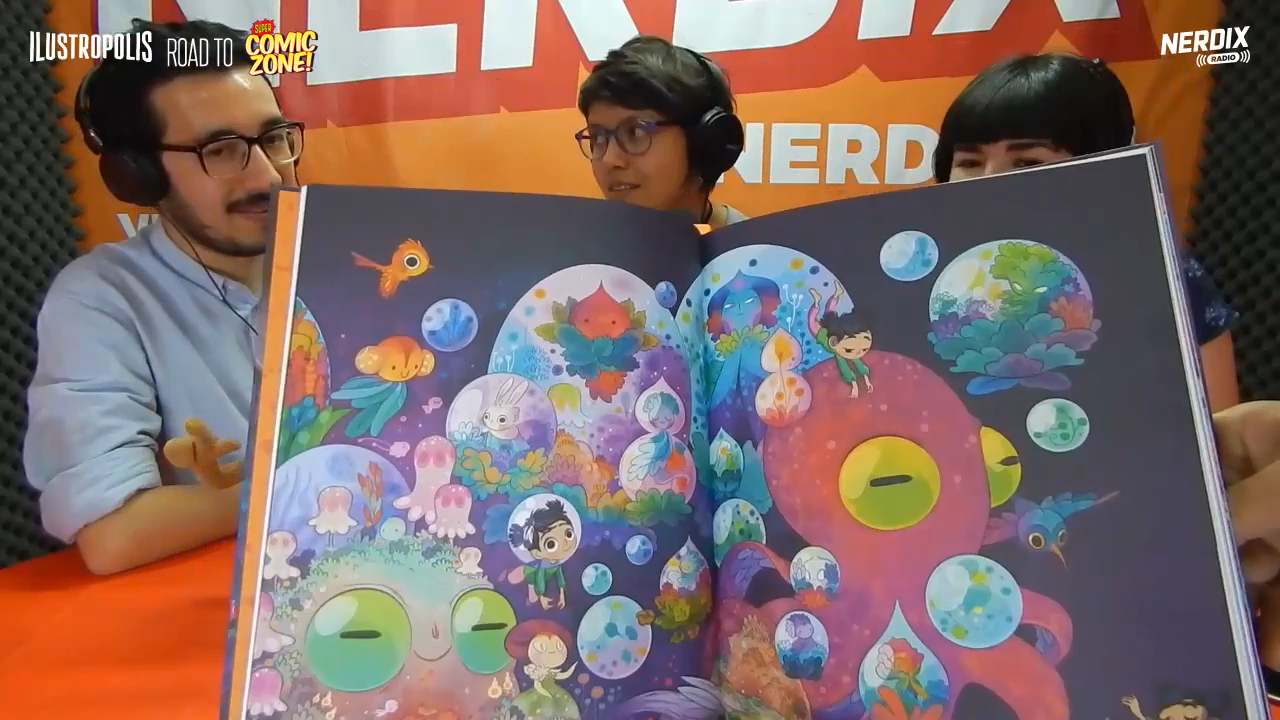 ILUSTROPOLIS
ROAD TO
SUPER
COMIC
ZONE!
NERDIX
RADIO
NERDIX
NERD